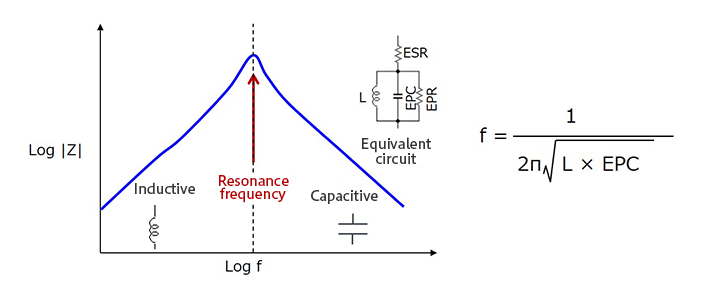 Log |Z|
Inductive
Resonance
frequency
Capacitive
Log f
ESR
L
EPC
EPR
Equivalent
circuit
f = 1
2π√L × EPC